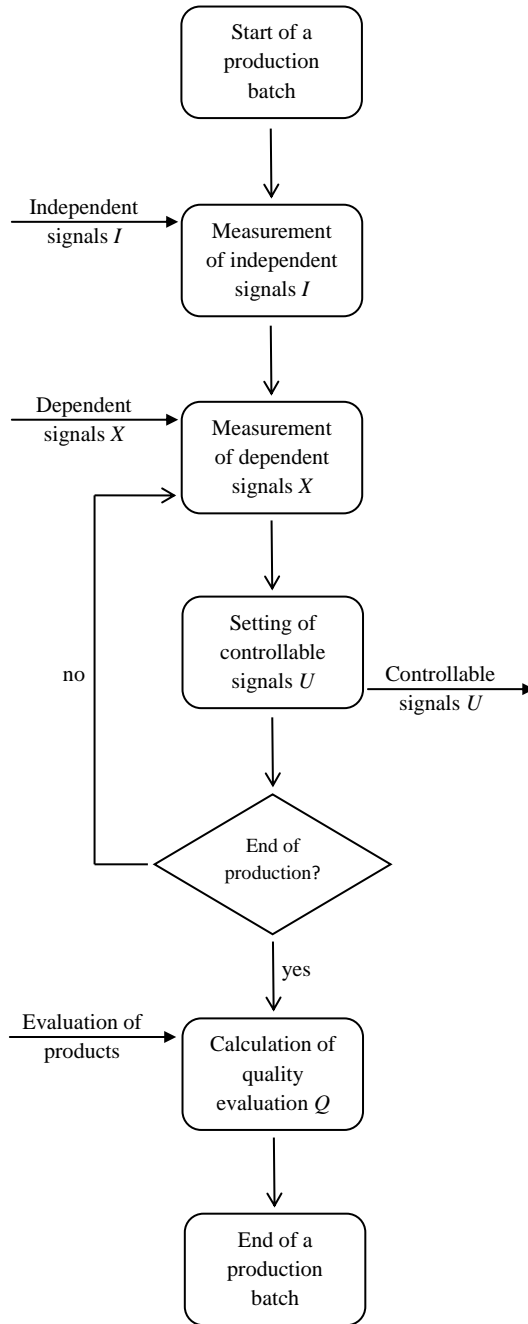 Start of a
production
batch
Independent
signals I
Measurement
of independent
signals I
Dependent
signals X
Measurement
of dependent
signals X
Setting of
controllable
signals U
no
Controllable
signals U
End of
production?
yes
Evaluation of
products
Calculation of
quality
evaluation Q
End of a
production
batch